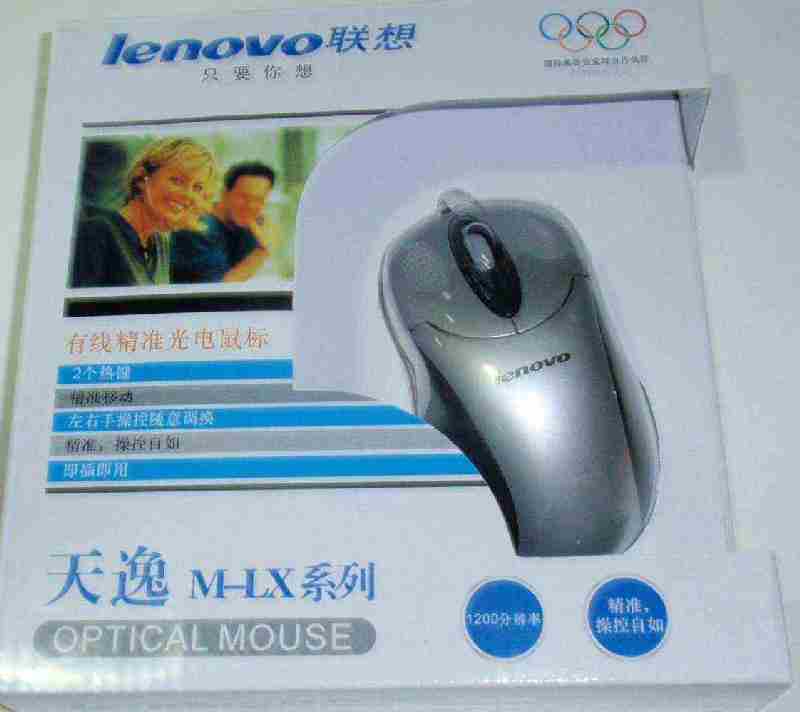 lenovo联想
只要你想
有线精准光电鼠标
2个热键
精准移动
左右手操控随意调换
精准，操控自如
即插即用
lenovo
天逸 M-LX系列
OPTICAL MOUSE
1200分辨率
精准，
操控自如